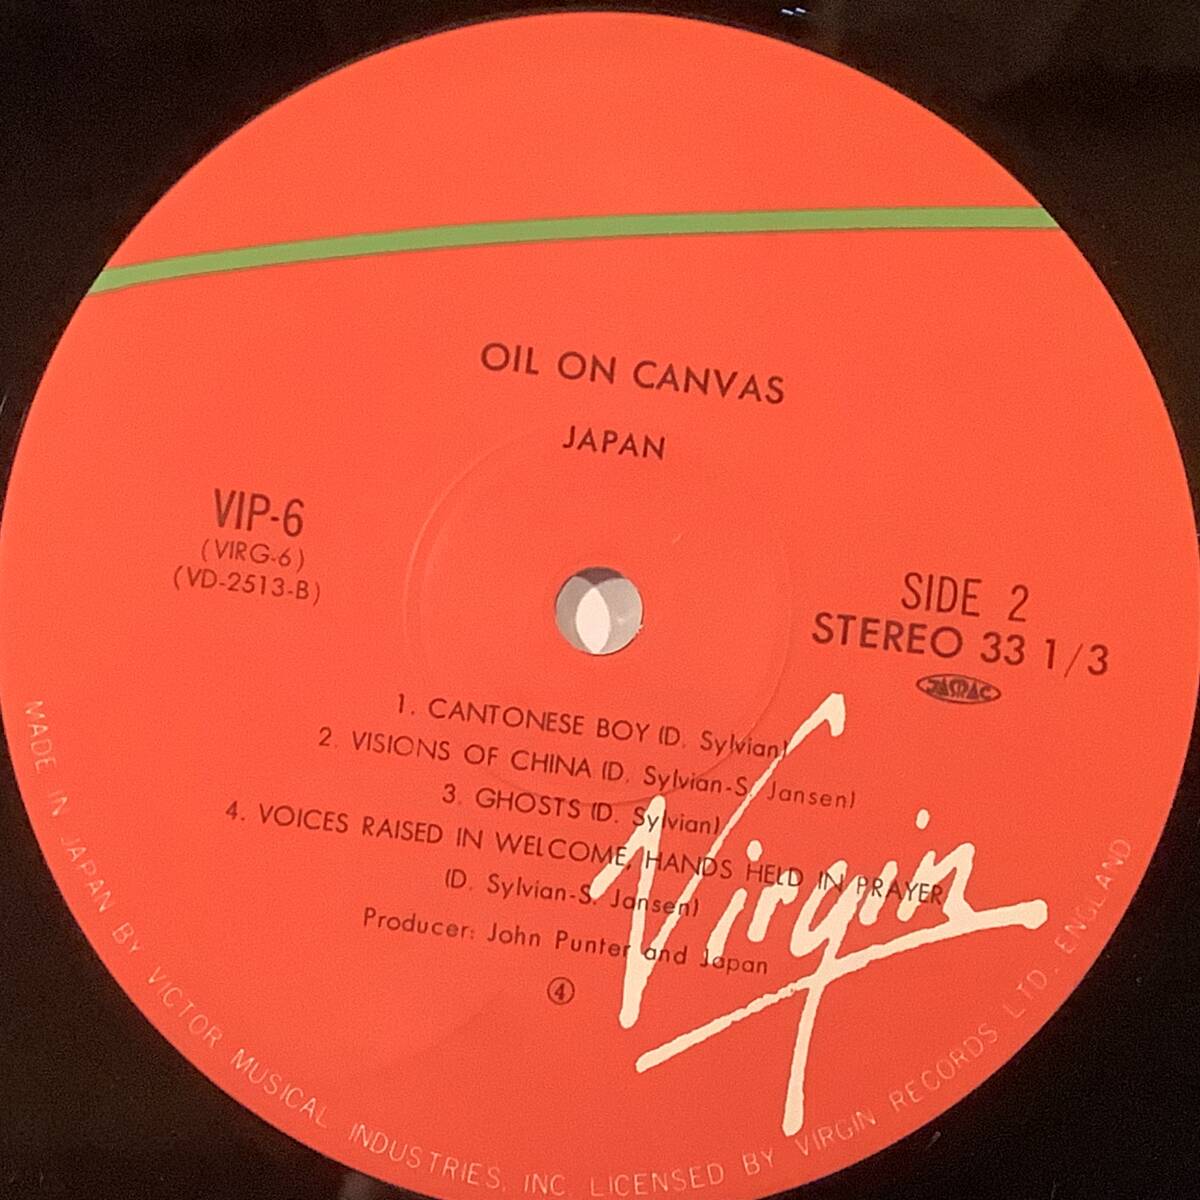 OIL ON CANVAS
JAPAN
VIP-6
(VIRG-6)
(VD-2513-B)
SIDE 2
STEREO 33 1/3
JASRAC
1. CANTONESE BOY (D. Sylvian)
2. VISIONS OF CHINA (D. Sylvian-S. Jansen)
3. GHOSTS (D. Sylvian)
4. VOICES RAISED IN WELCOME, HANDS HELD IN PRAYER
(D. Sylvian-S. Jansen)
Producer: John Punter and Japan
④
Virgin
MADE IN JAPAN BY VICTOR MUSICAL INDUSTRIES, INC. LICENSED BY VIRGIN RECORDS LTD. ENGLAND